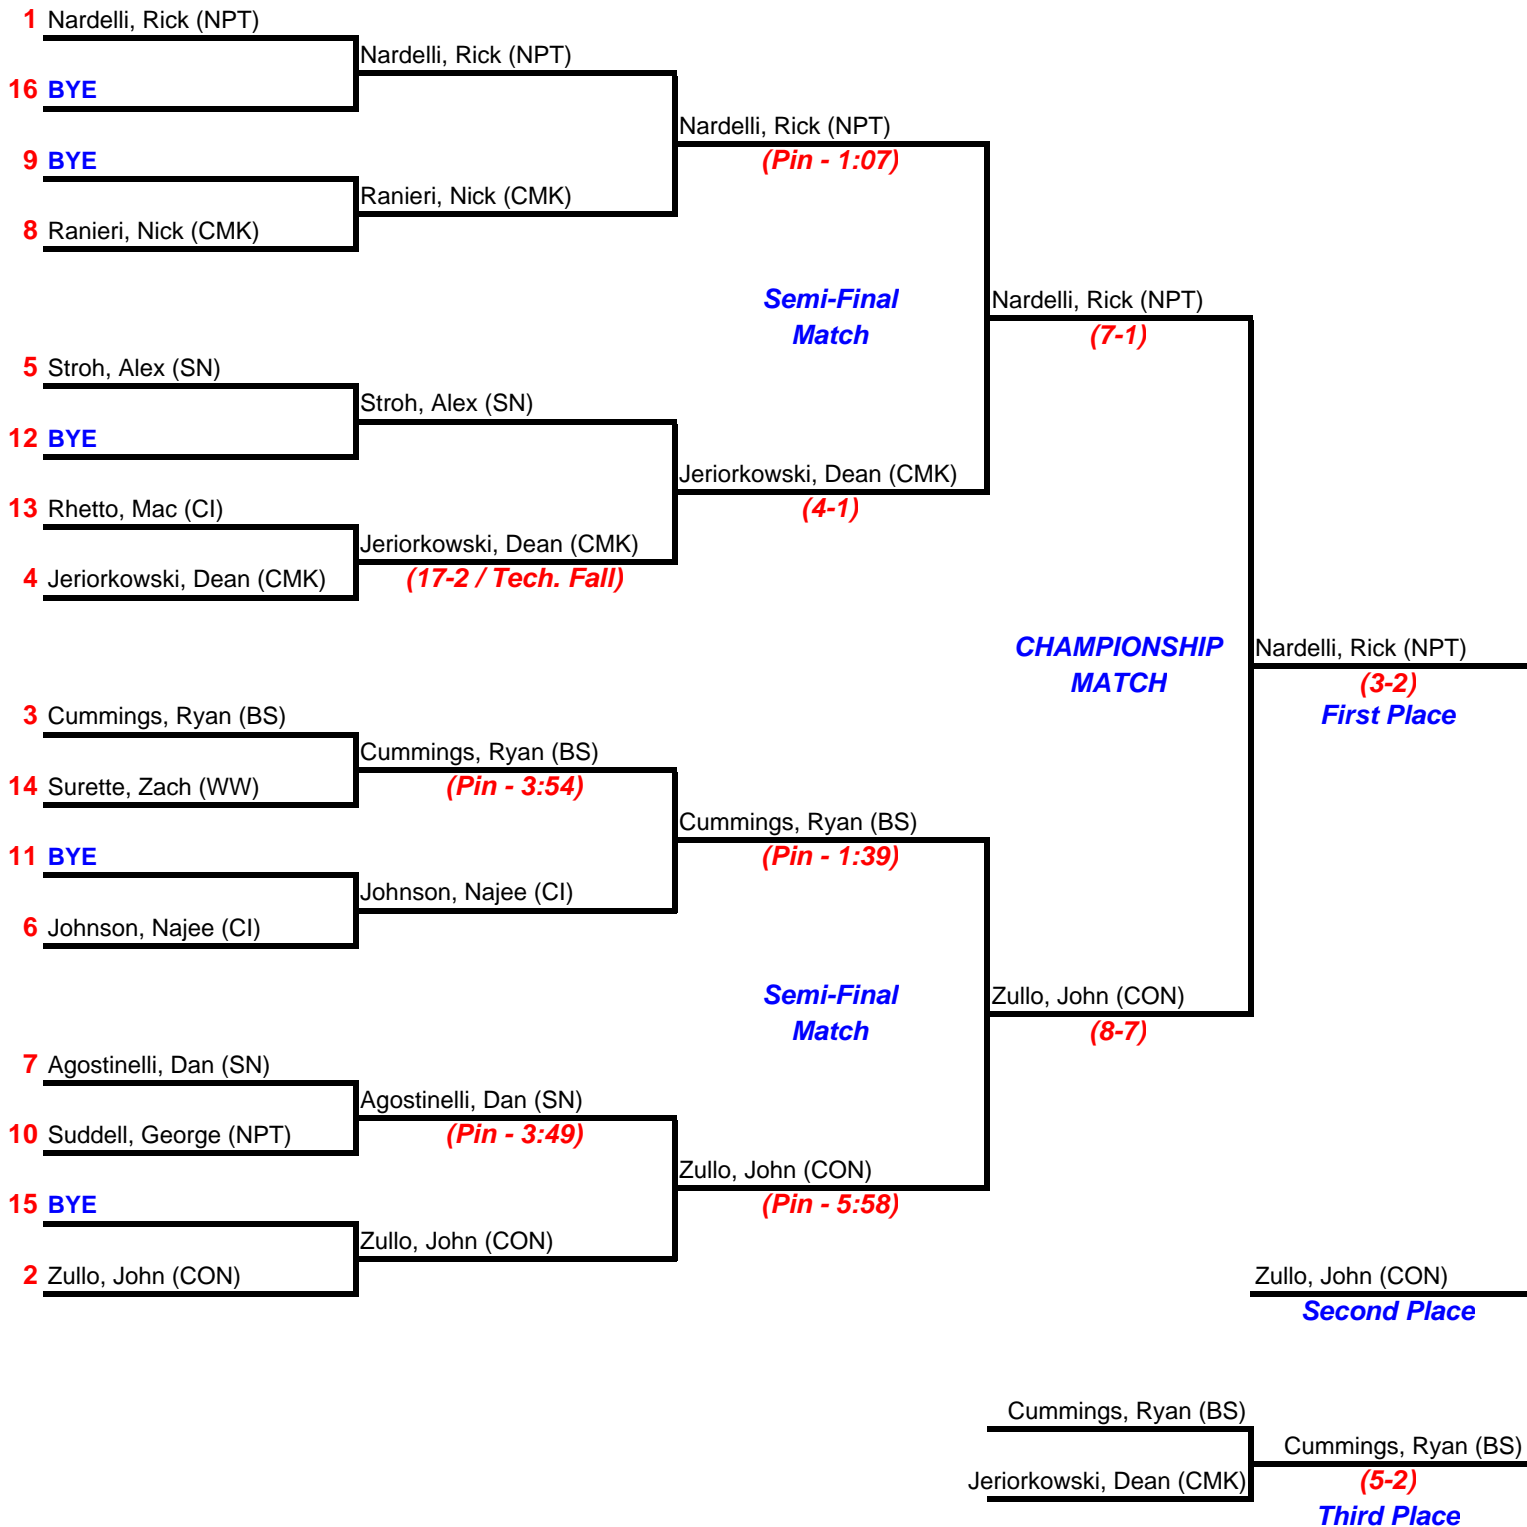 1 Nardelli, Rick (NPT)
Nardelli, Rick (NPT)
16 BYE
Nardelli, Rick (NPT)
(Pin - 1:07)
9 BYE
Ranieri, Nick (CMK)
8 Ranieri, Nick (CMK)
Semi-Final
Match
Nardelli, Rick (NPT)
(7-1)
5 Stroh, Alex (SN)
Stroh, Alex (SN)
12 BYE
Jeriorkowski, Dean (CMK)
(4-1)
13 Rhetto, Mac (CI)
Jeriorkowski, Dean (CMK)
(17-2 / Tech. Fall)
4 Jeriorkowski, Dean (CMK)
CHAMPIONSHIP
MATCH
Nardelli, Rick (NPT)
(3-2)
First Place
3 Cummings, Ryan (BS)
Cummings, Ryan (BS)
(Pin - 3:54)
14 Surette, Zach (WW)
Cummings, Ryan (BS)
(Pin - 1:39)
11 BYE
Johnson, Najee (CI)
6 Johnson, Najee (CI)
Semi-Final
Match
Zullo, John (CON)
(8-7)
7 Agostinelli, Dan (SN)
Agostinelli, Dan (SN)
(Pin - 3:49)
10 Suddell, George (NPT)
Zullo, John (CON)
(Pin - 5:58)
15 BYE
Zullo, John (CON)
2 Zullo, John (CON)
Zullo, John (CON)
Second Place
Cummings, Ryan (BS)
Cummings, Ryan (BS)
(5-2)
Jeriorkowski, Dean (CMK)
Third Place